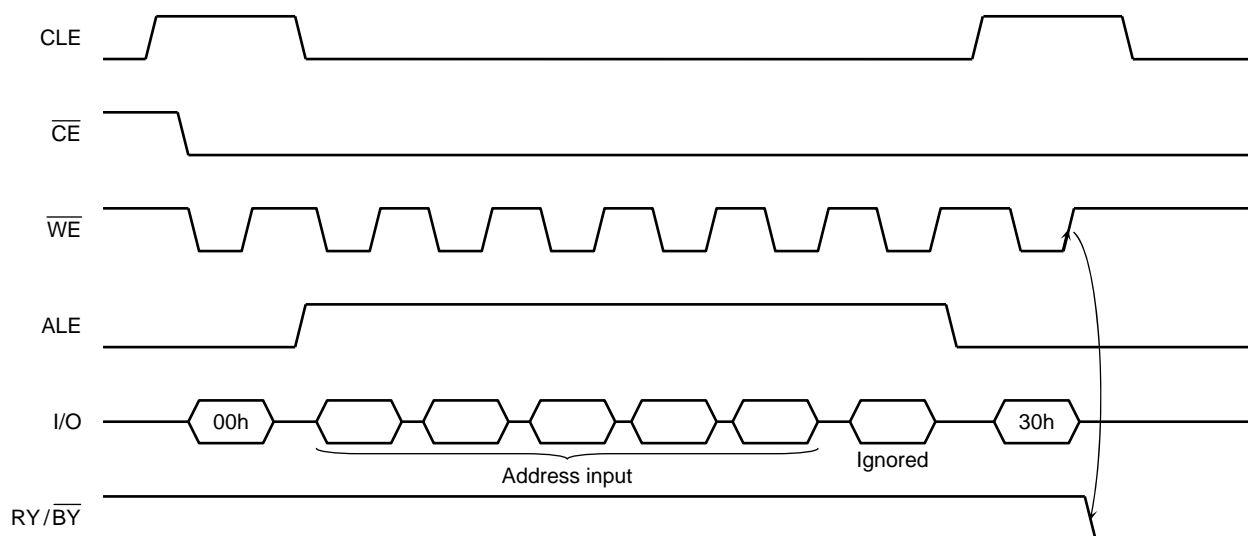 CLE
CE
WE
ALE
I/O
00h
30h
Address input
Ignored
RY/BY